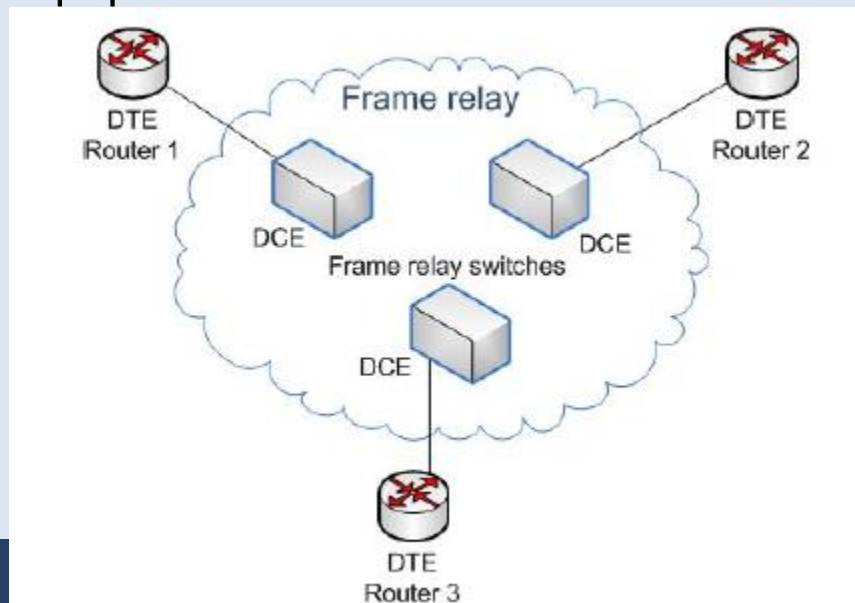 Frame relay
DTE
Router 1
DTE
Router 2
DCE
DCE
Frame relay switches
DCE
DTE
Router 3